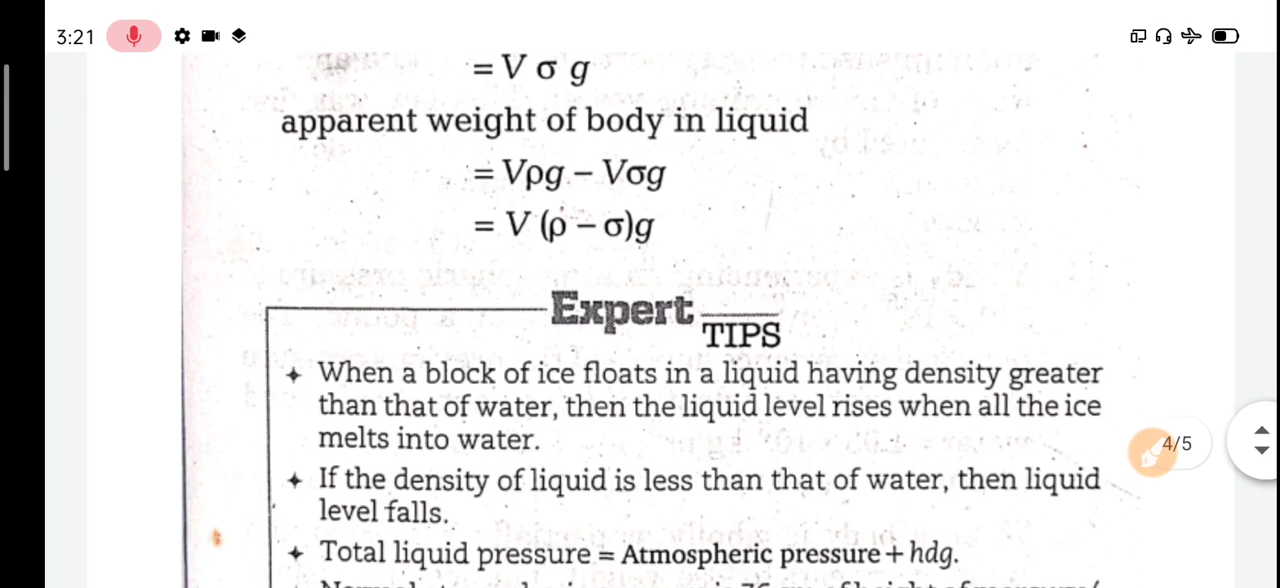 3:21
= V σ g
apparent weight of body in liquid
= Vρg – Vσg
= V (ρ – σ)g
Expert
TIPS
✦ When a block of ice floats in a liquid having density greater
than that of water, then the liquid level rises when all the ice
melts into water.
4/5
✦ If the density of liquid is less than that of water, then liquid
level falls.
✦ Total liquid pressure = Atmospheric pressure + hdg.